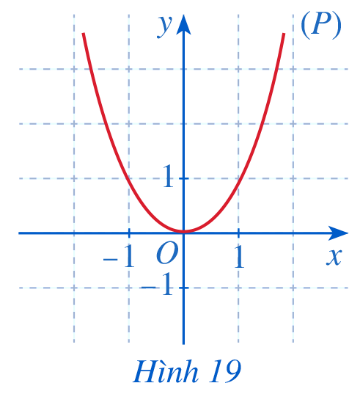 y (P)
1
–1 O 1 x
–1
Hình 19